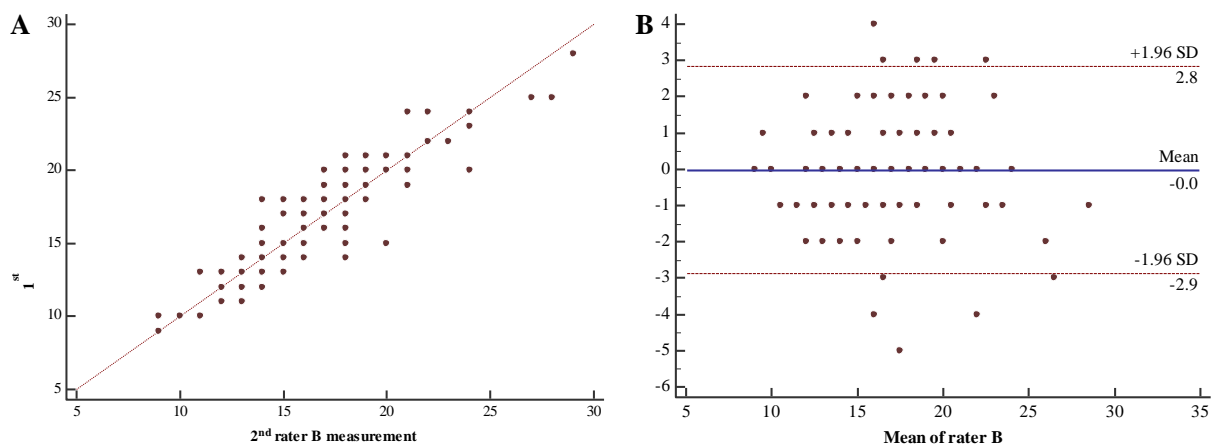 A
30
25
20
15
10
5
1st
5 10 15 20 25 30
2nd rater B measurement
B
4
3
2
1
0
-1
-2
-3
-4
-5
-6
+1.96 SD
2.8
Mean
-0.0
-1.96 SD
-2.9
5 10 15 20 25 30 35
Mean of rater B